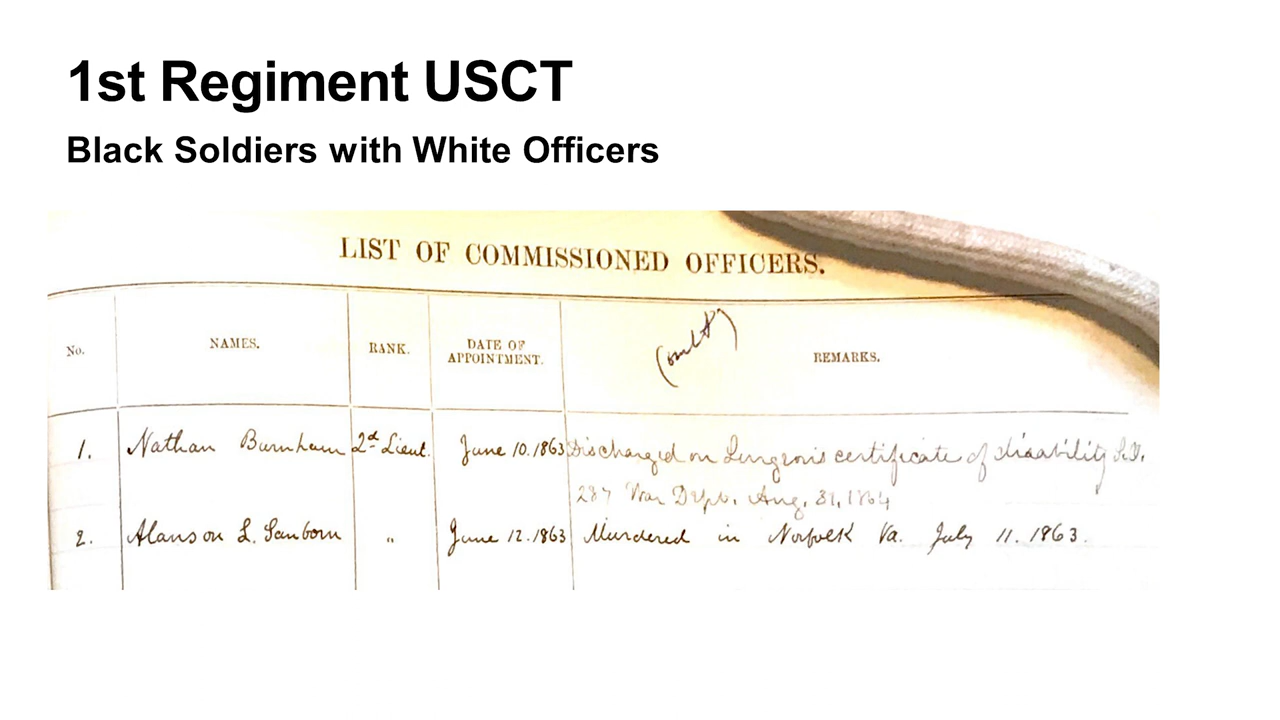 1st Regiment USCT
Black Soldiers with White Officers
LIST OF COMMISSIONED OFFICERS.
No. NAMES. RANK. DATE OF APPOINTMENT. REMARKS.
1. Nathan Burnham 2d Lieut. June 10. 1863 Discharged on Surgeon's certificate of disability S.O.
287 War Dept. Aug. 31, 1864
2. Alanson L. Sanborn " June 12. 1863 Murdered in Norfolk Va. July 11. 1863.